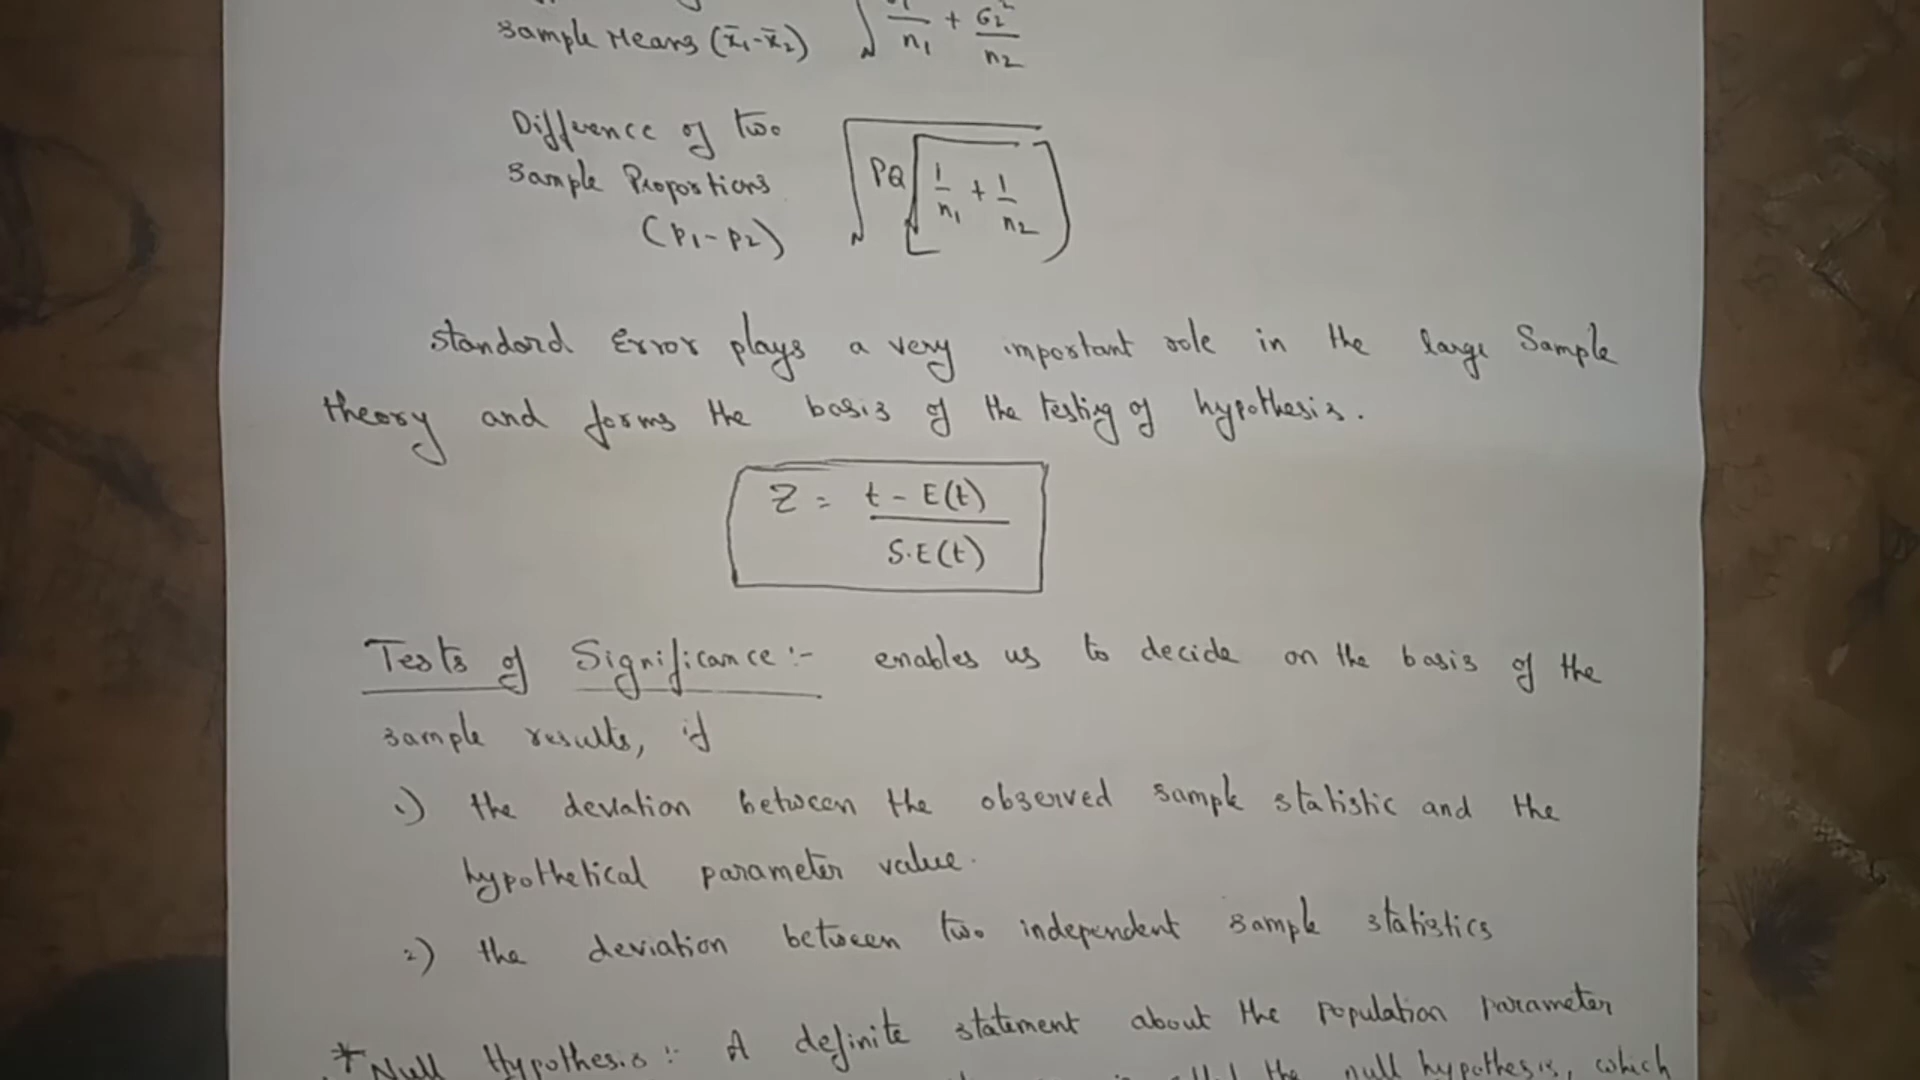 Sample Means (x̄₁-x̄₂) √ /n₁ + σ₂²/n₂
Difference of two
Sample Proportions
(P₁-P₂) √PQ[1/n₁ + 1/n₂)
Standard Error plays a very important role in the large Sample
theory and forms the basis of the testing of hypothesis.
Z = t - E(t) / S.E(t)
Tests of Significance :- enables us to decide on the basis of the
sample results, if
1) the deviation between the observed sample statistic and the
hypothetical parameter value.
2) the deviation between two independent sample statistics
* Null Hypothesis :- A definite statement about the population parameter
the null hypothesis, which